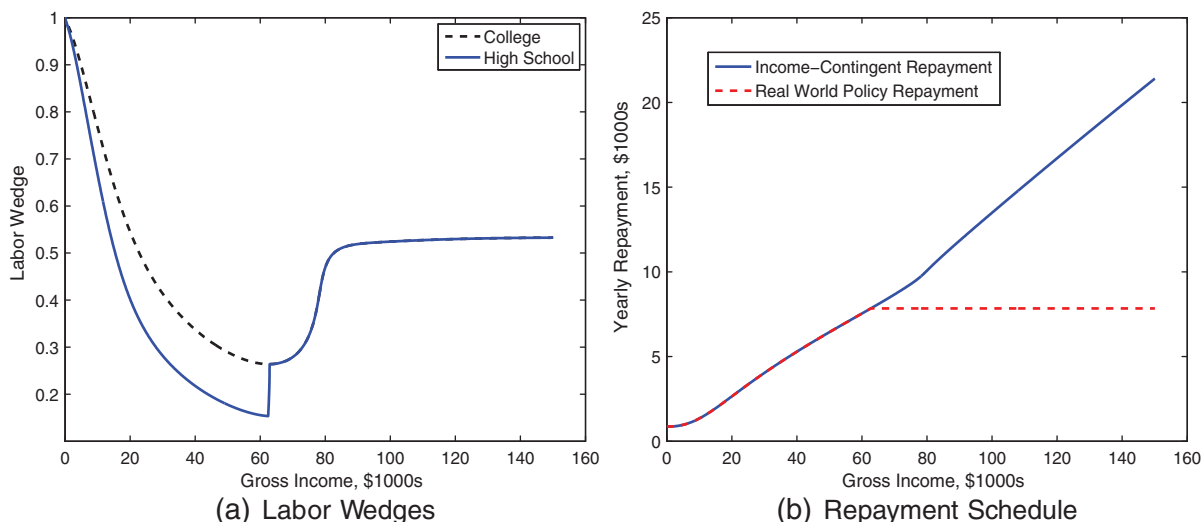 1
0.9
0.8
0.7
0.6
0.5
0.4
0.3
0.2
Labor Wedge
College
High School
0 20 40 60 80 100 120 140 160
Gross Income, $1000s
(a) Labor Wedges
25
20
15
10
5
0
Yearly Repayment, $1000s
Income−Contingent Repayment
Real World Policy Repayment
0 20 40 60 80 100 120 140 160
Gross Income, $1000s
(b) Repayment Schedule